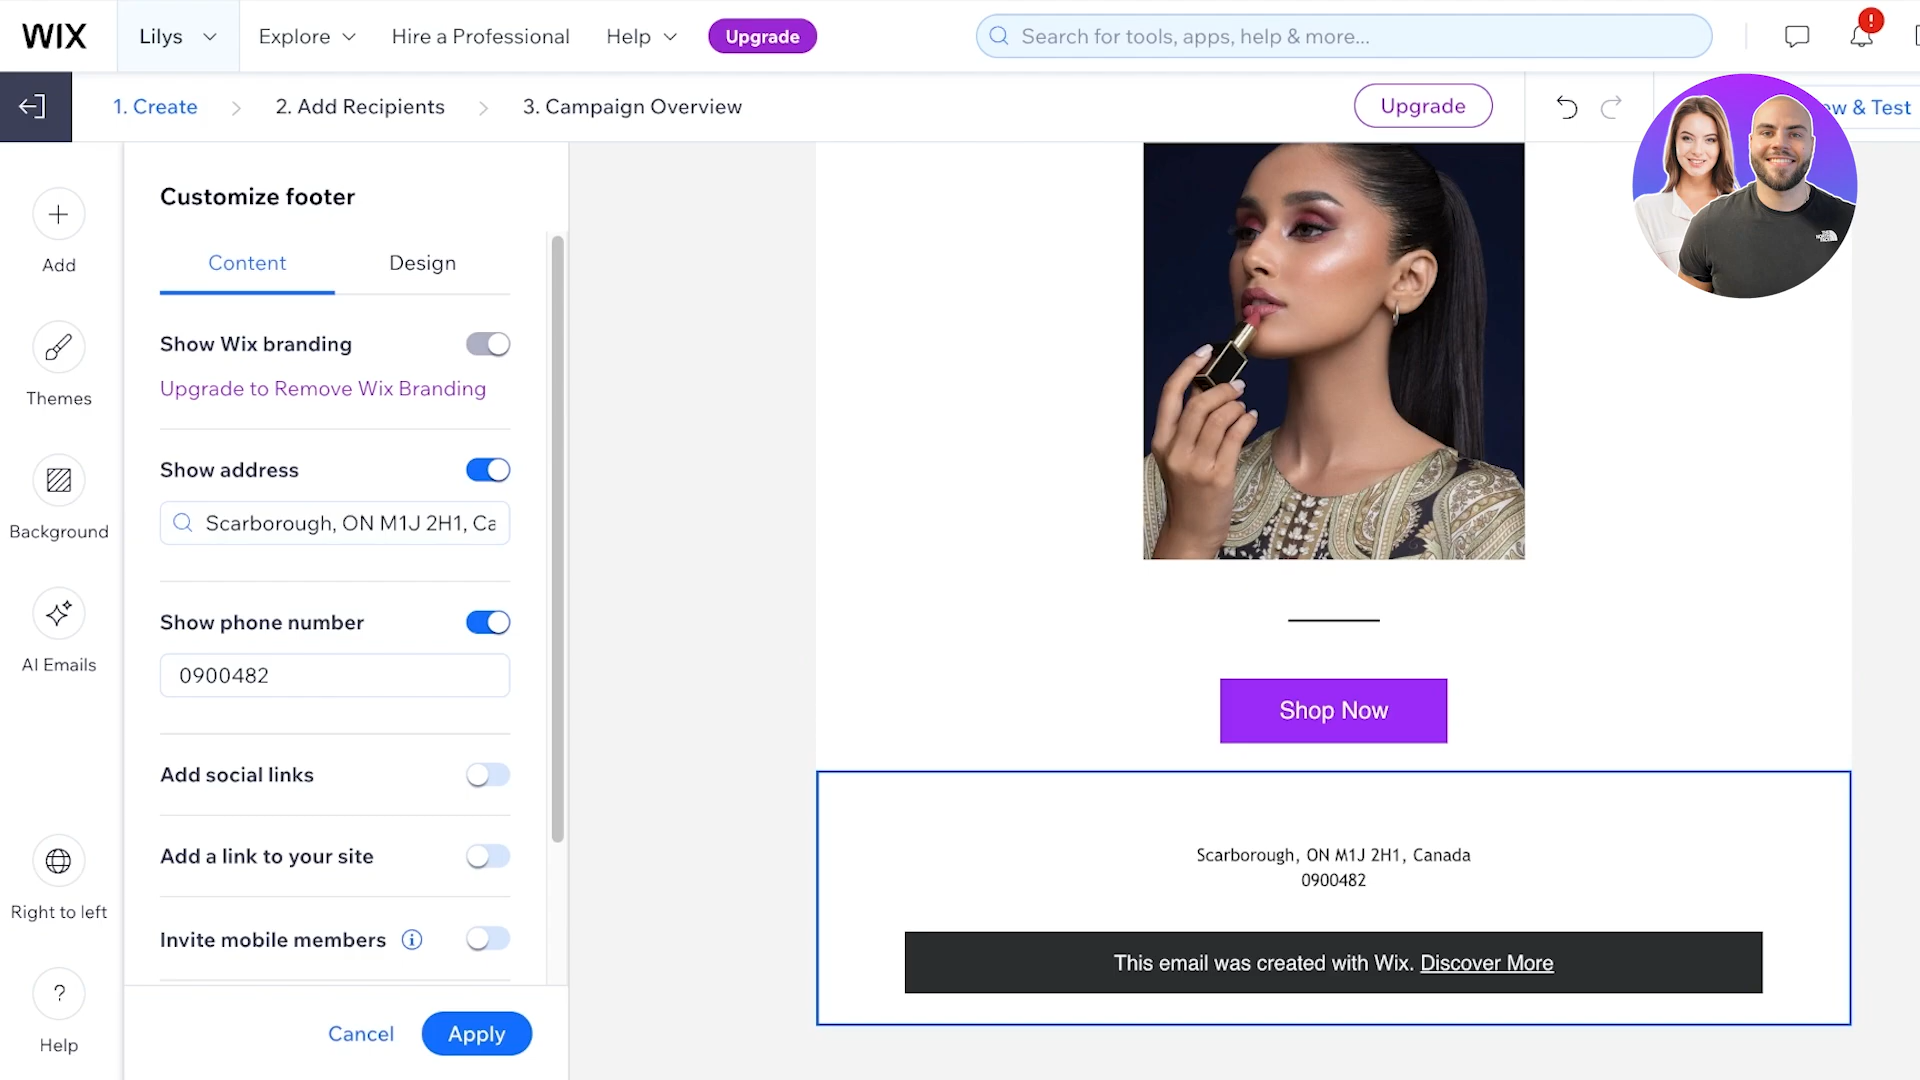 WIX
Lilys
Explore
Hire a Professional
Help
Upgrade
Search for tools, apps, help & more...
!
1. Create
2. Add Recipients
3. Campaign Overview
Upgrade
& Test
Add
Themes
Background
AI Emails
Right to left
?
Help
Customize footer
Content
Design
Show Wix branding
Upgrade to Remove Wix Branding
Show address
Scarborough, ON M1J 2H1, Ca
Show phone number
0900482
Add social links
Add a link to your site
Invite mobile members
Cancel
Apply
Shop Now
Scarborough, ON M1J 2H1, Canada
0900482
This email was created with Wix. Discover More